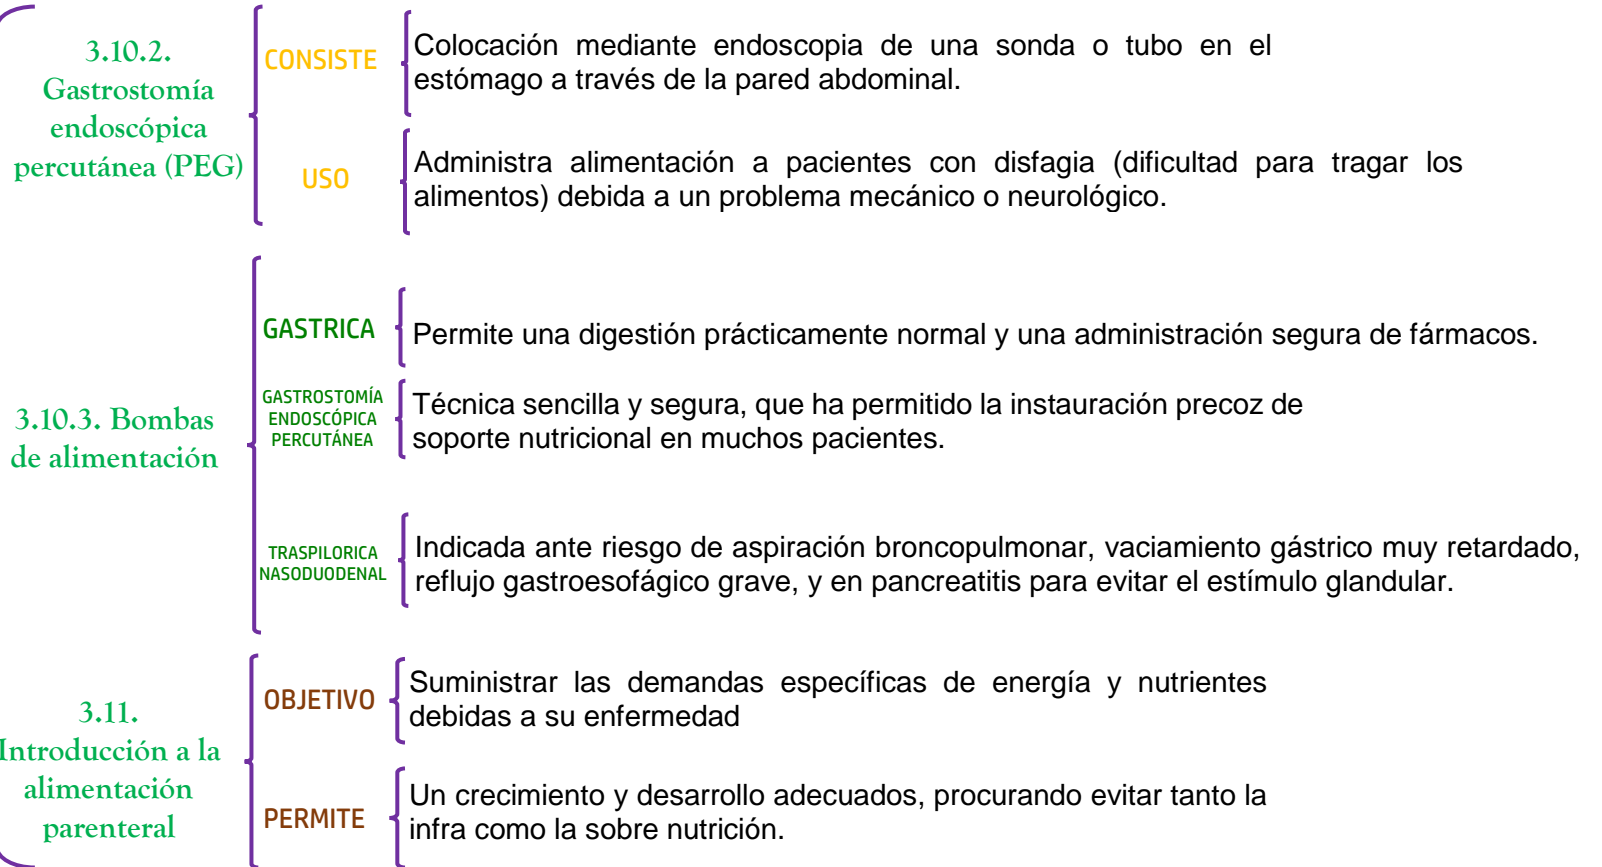 3.10.2.
Gastrostomía
endoscópica
percutánea (PEG)
CONSISTE
Colocación mediante endoscopia de una sonda o tubo en el
estómago a través de la pared abdominal.
USO
Administra alimentación a pacientes con disfagia (dificultad para tragar los
alimentos) debida a un problema mecánico o neurológico.
3.10.3. Bombas
de alimentación
GASTRICA
Permite una digestión prácticamente normal y una administración segura de fármacos.
GASTROSTOMÍA
ENDOSCÓPICA
PERCUTÁNEA
Técnica sencilla y segura, que ha permitido la instauración precoz de
soporte nutricional en muchos pacientes.
TRASPILORICA
NASODUODENAL
Indicada ante riesgo de aspiración broncopulmonar, vaciamiento gástrico muy retardado,
reflujo gastroesofágico grave, y en pancreatitis para evitar el estímulo glandular.
3.11.
Introducción a la
alimentación
parenteral
OBJETIVO
Suministrar las demandas específicas de energía y nutrientes
debidas a su enfermedad
PERMITE
Un crecimiento y desarrollo adecuados, procurando evitar tanto la
infra como la sobre nutrición.